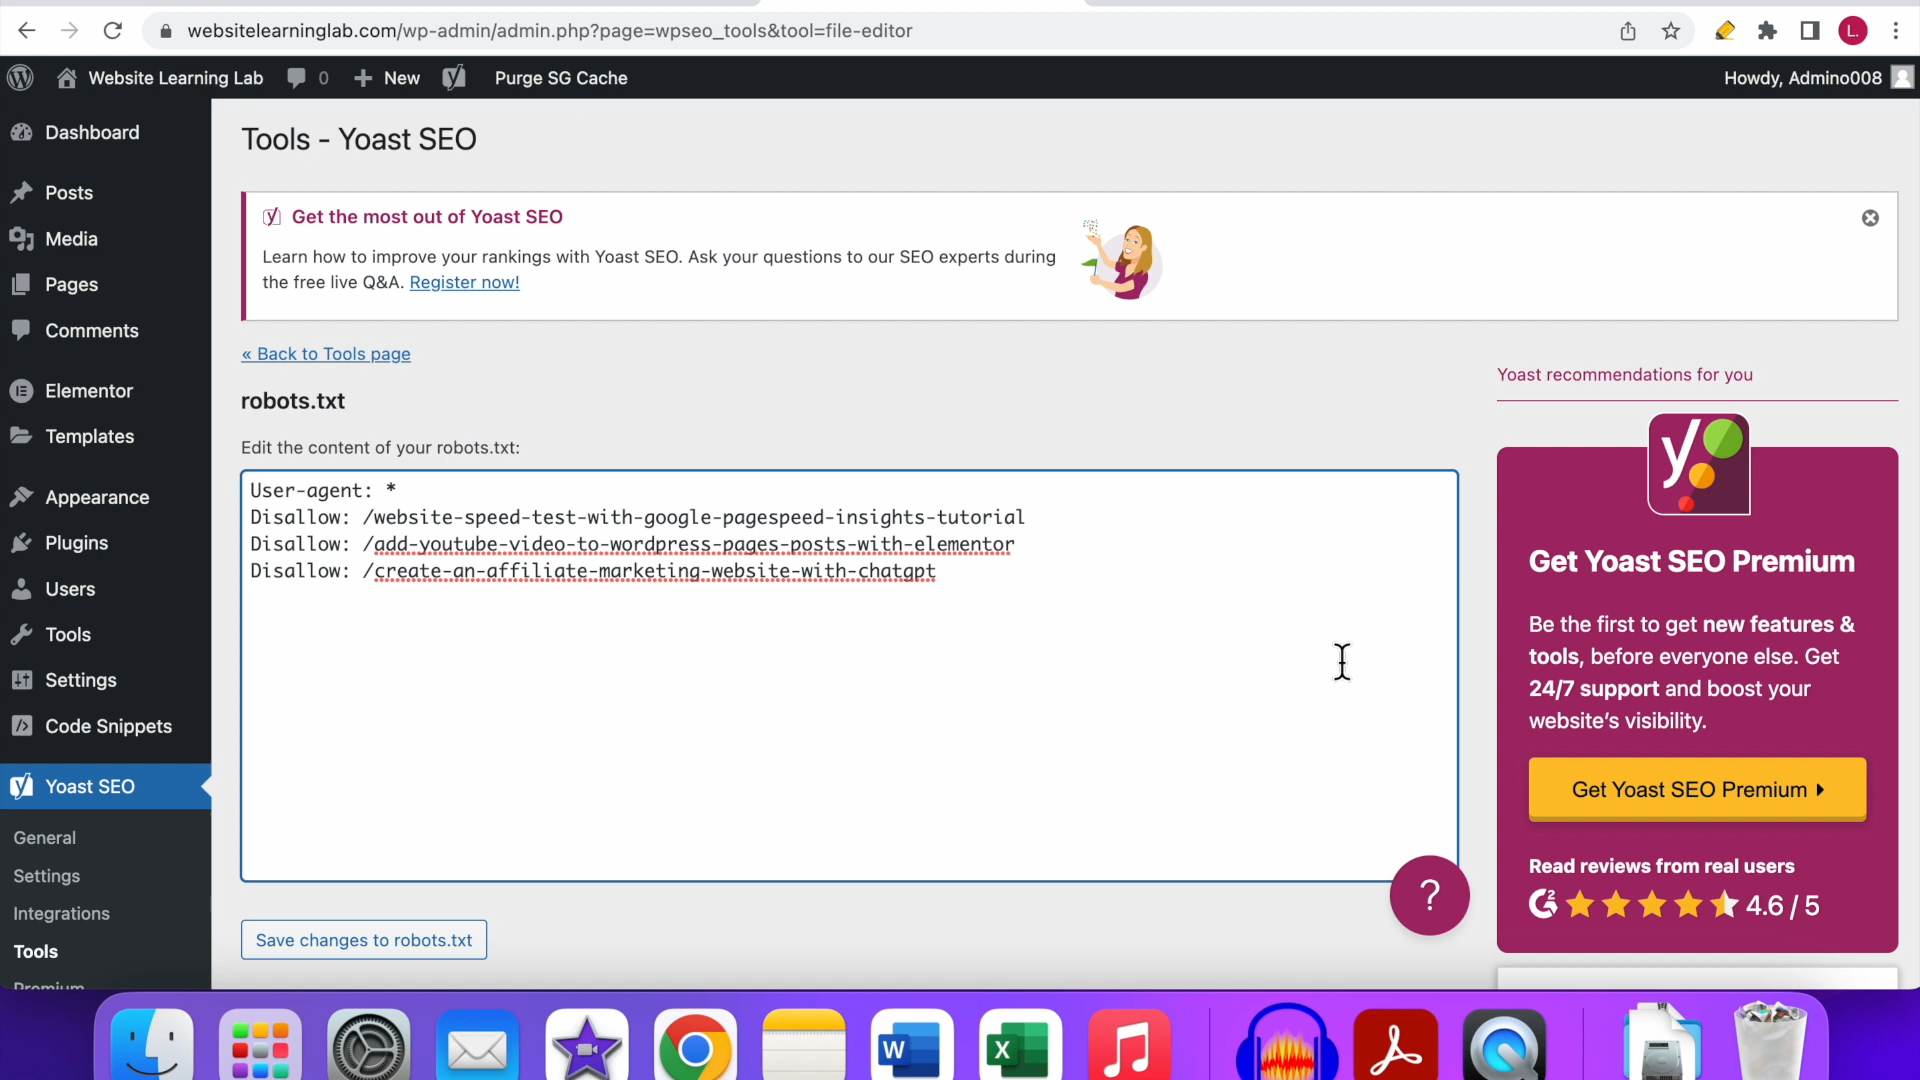 websitelearninglab.com/wp-admin/admin.php?page=wpseo_tools&tool=file-editor
L.
Website Learning Lab
0
New
Purge SG Cache
Howdy, Admino008
Dashboard
Posts
Media
Pages
Comments
Elementor
Templates
Appearance
Plugins
Users
Tools
Settings
Code Snippets
Yoast SEO
General
Settings
Integrations
Tools
Premium
Tools - Yoast SEO
Get the most out of Yoast SEO
Learn how to improve your rankings with Yoast SEO. Ask your questions to our SEO experts during
the free live Q&A. Register now!
« Back to Tools page
robots.txt
Edit the content of your robots.txt:
User-agent: *
Disallow: /website-speed-test-with-google-pagespeed-insights-tutorial
Disallow: /add-youtube-video-to-wordpress-pages-posts-with-elementor
Disallow: /create-an-affiliate-marketing-website-with-chatgpt
Save changes to robots.txt
?
Yoast recommendations for you
Get Yoast SEO Premium
Be the first to get new features &
tools, before everyone else. Get
24/7 support and boost your
website’s visibility.
Get Yoast SEO Premium
Read reviews from real users
4.6 / 5
W
X